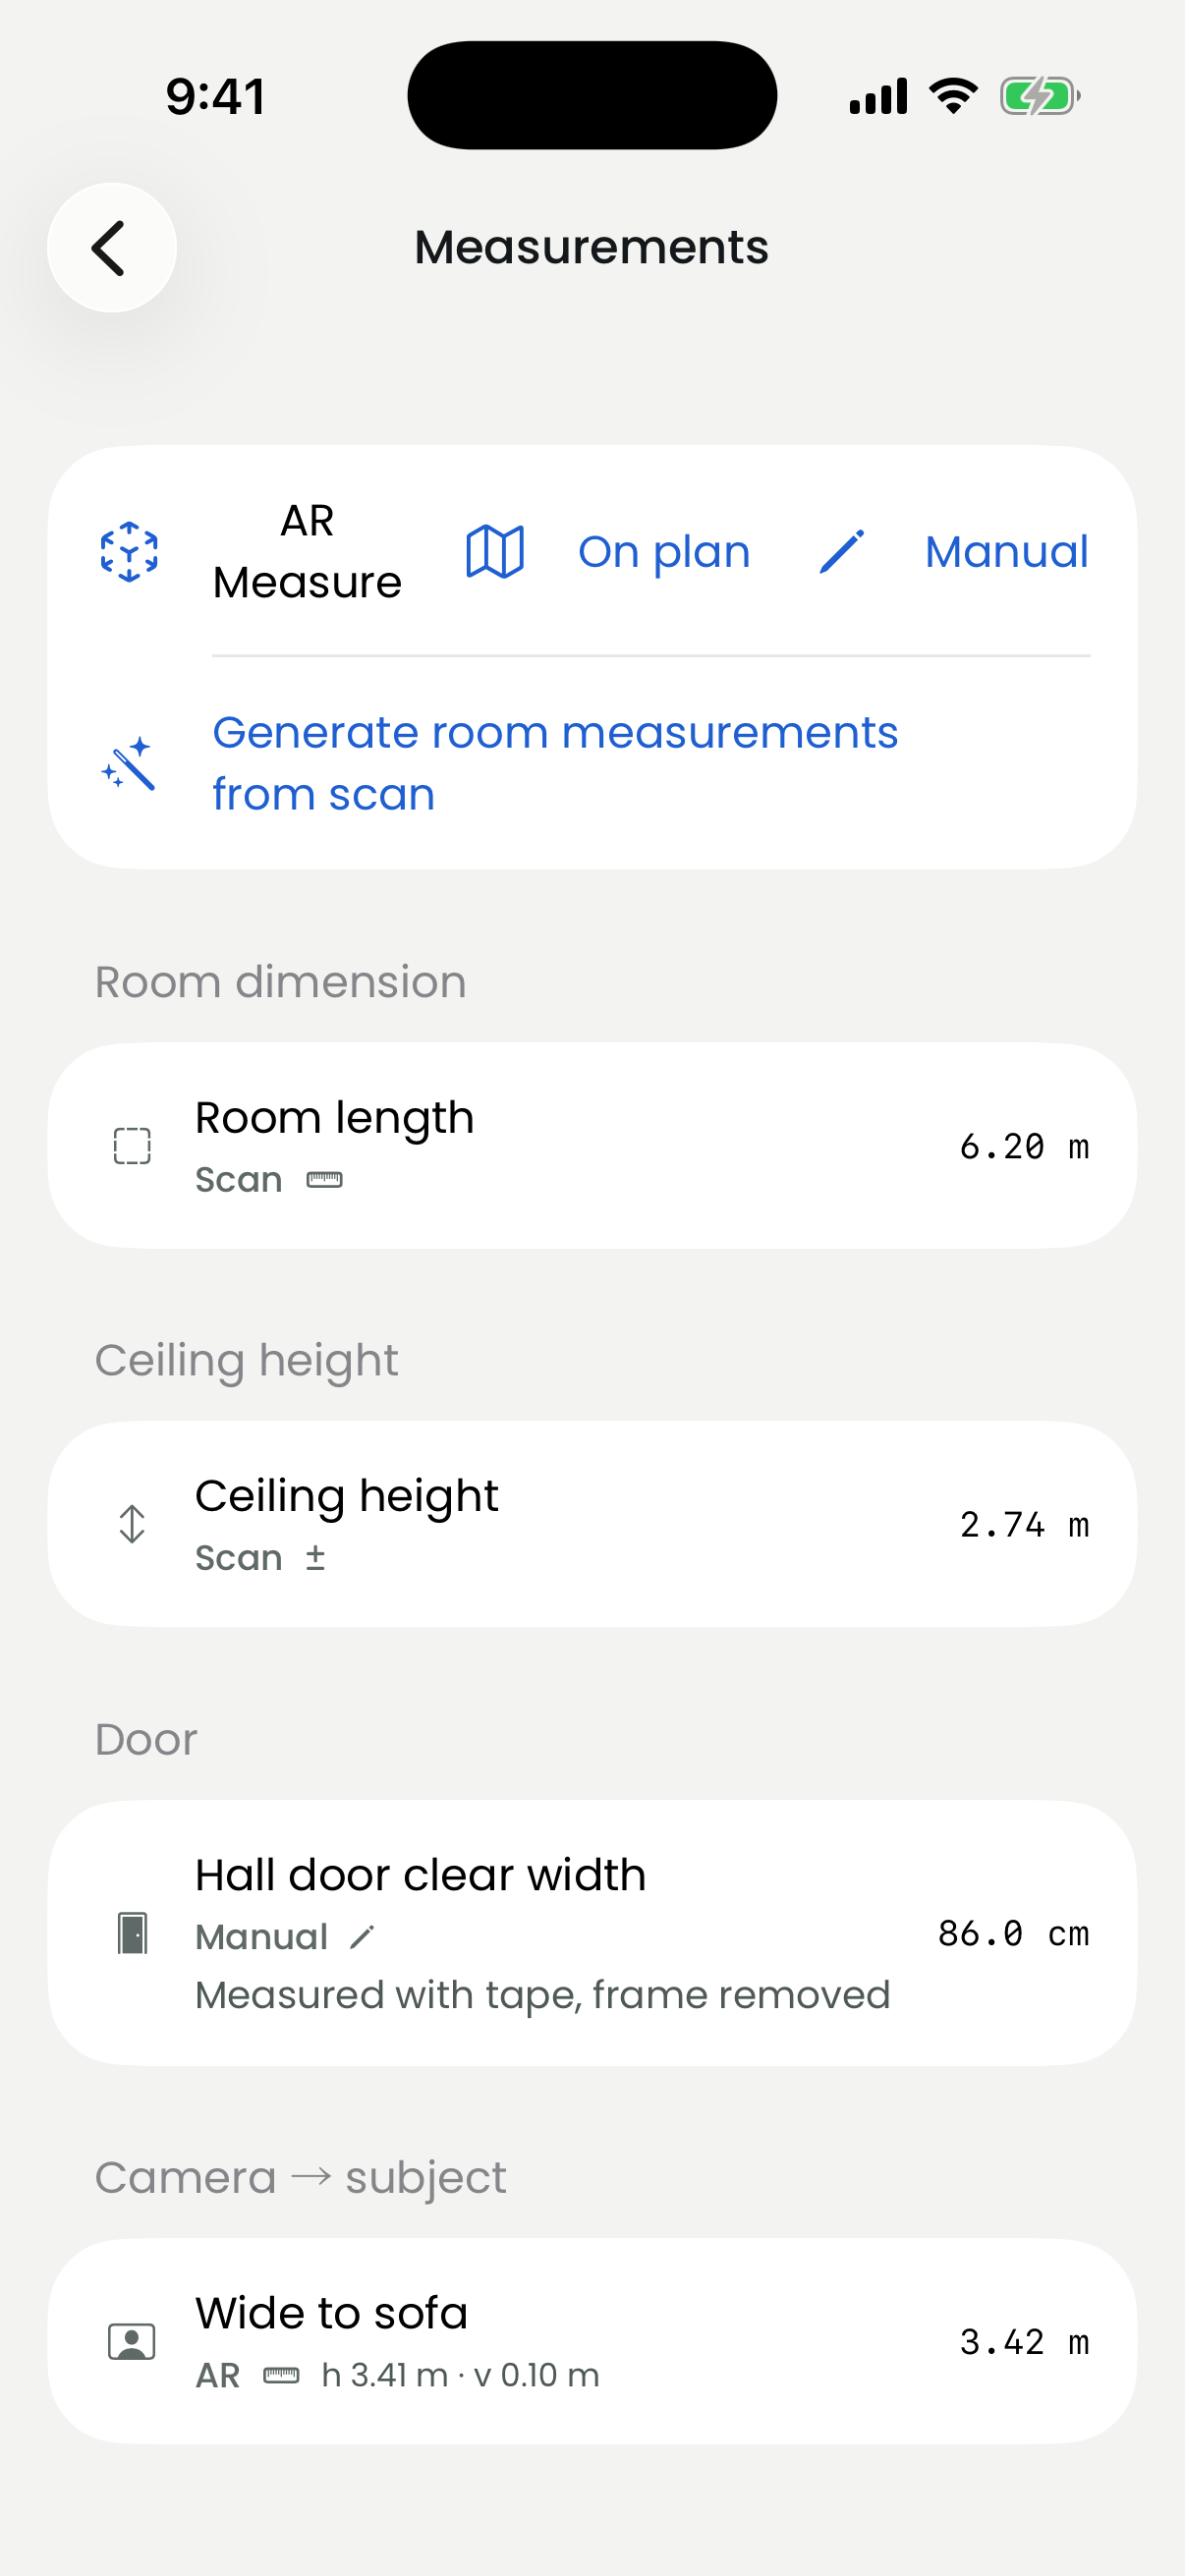 9:41
Measurements
AR
Measure
On plan
Manual
Generate room measurements
from scan
Room dimension
Room length
Scan
6.20 m
Ceiling height
Ceiling height
Scan ±
2.74 m
Door
Hall door clear width
Manual
86.0 cm
Measured with tape, frame removed
Camera → subject
Wide to sofa
AR h 3.41 m · v 0.10 m
3.42 m